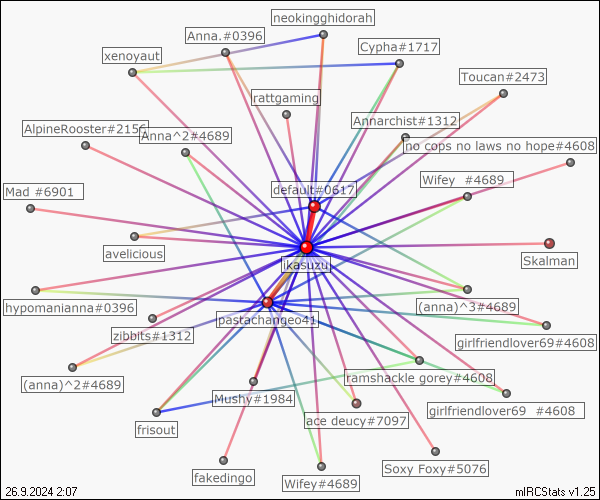 neokingghidorah
Anna.#0396
Cypha#1717
xenoyaut
Toucan#2473
rattgaming
Annarchist#1312
AlpineRooster#2156
Anna^2#4689
no cops no laws no hope#4608
Wifey #4689
default#0617
Mad #6901
avelicious
Skalman
ikasuzu
hypomanianna#0396
(anna)^3#4689
pastachangeo41
zibbits#1312
girlfriendlover69#4608
(anna)^2#4689
ramshackle gorey#4608
Mushy#1984
girlfriendlover69 #4608
ace deucy#7097
frisout
Soxy Foxy#5076
fakedingo
Wifey#4689
26.9.2024 2:07
mIRCStats v1.25